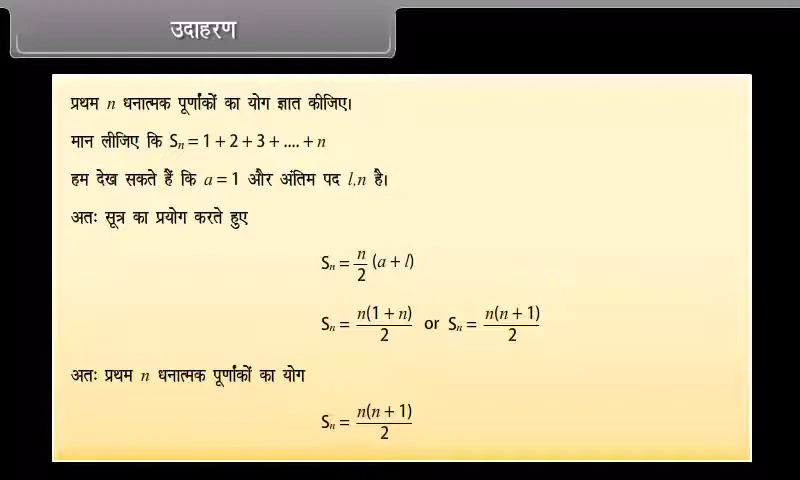 उदाहरण
प्रथम n धनात्मक पूर्णांकों का योग ज्ञात कीजिए।
मान लीजिए कि Sₙ = 1 + 2 + 3 + .... + n
हम देख सकते हैं कि a = 1 और अंतिम पद l,n है।
अतः सूत्र का प्रयोग करते हुए
Sₙ = n/2 (a + l)
Sₙ = n(1 + n)/2 or Sₙ = n(n + 1)/2
अतः प्रथम n धनात्मक पूर्णांकों का योग
Sₙ = n(n + 1)/2